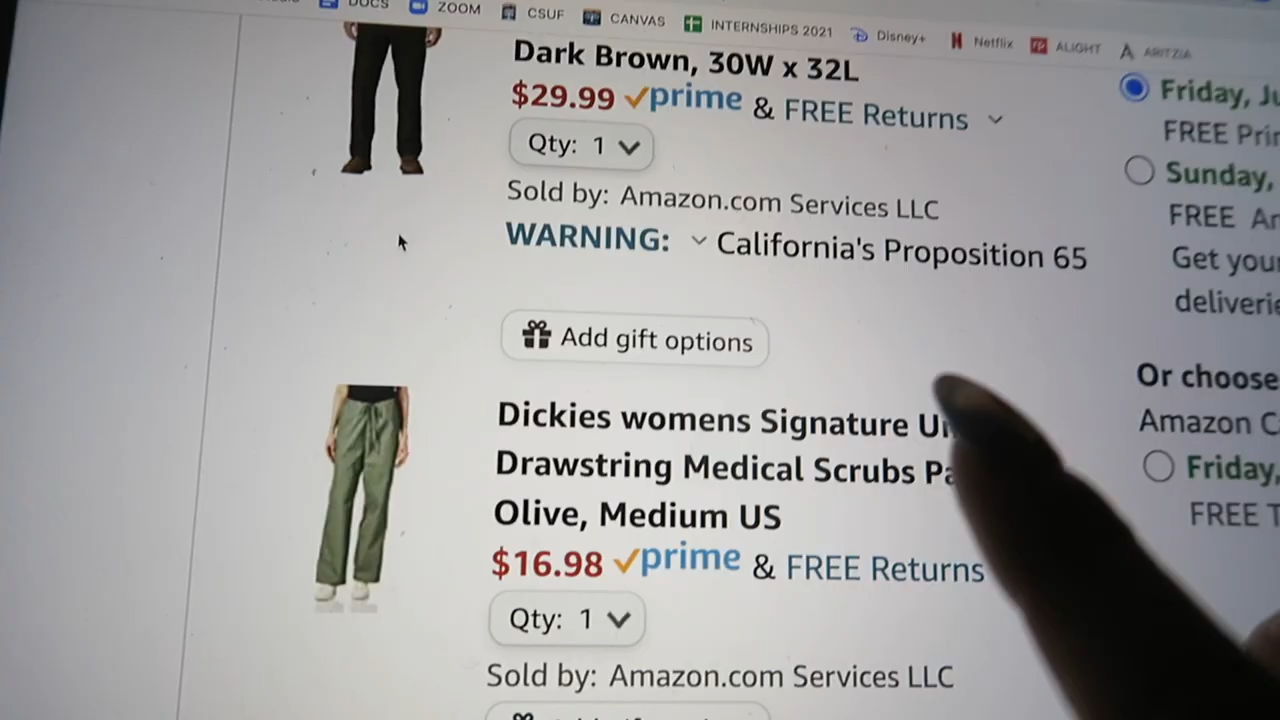 DOCS ZOOM CSUF CANVAS INTERNSHIPS 2021 Disney+ Netflix ALIGHT ARITZIA
Dark Brown, 30W x 32L
$29.99 prime & FREE Returns
Qty: 1
Sold by: Amazon.com Services LLC
WARNING: California's Proposition 65
Add gift options
Dickies womens Signature
Drawstring Medical Scrubs
Olive, Medium US
$16.98 prime & FREE Returns
Qty: 1
Sold by: Amazon.com Services LLC
Friday,
FREE
Sunday,
FREE
Get your
Or choose
Amazon
Friday,
FREE